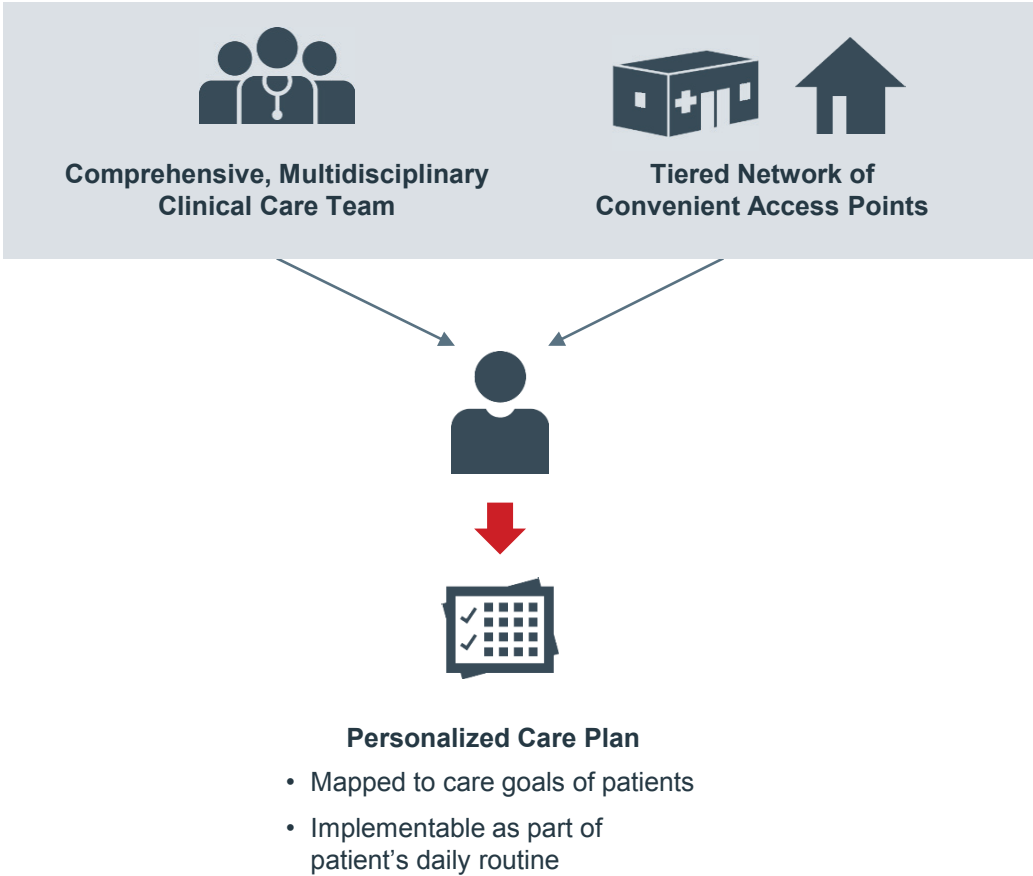 Comprehensive, Multidisciplinary
Clinical Care Team
Tiered Network of
Convenient Access Points
Personalized Care Plan
• Mapped to care goals of patients
• Implementable as part of
patient’s daily routine